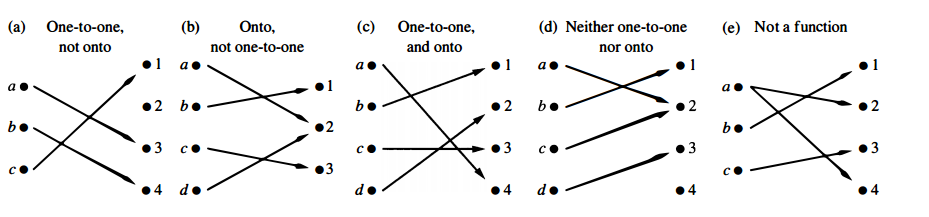 (a) One-to-one, (b) Onto, (c) One-to-one, (d) Neither one-to-one (e) Not a function
not onto not one-to-one and onto nor onto
a 1 a b 2 b c 3 c 4 d 1 2 3
a 1 b 2 c 3 d 4
a 1 b 2 c 3 d 4
a 1 b 2 c 3 4